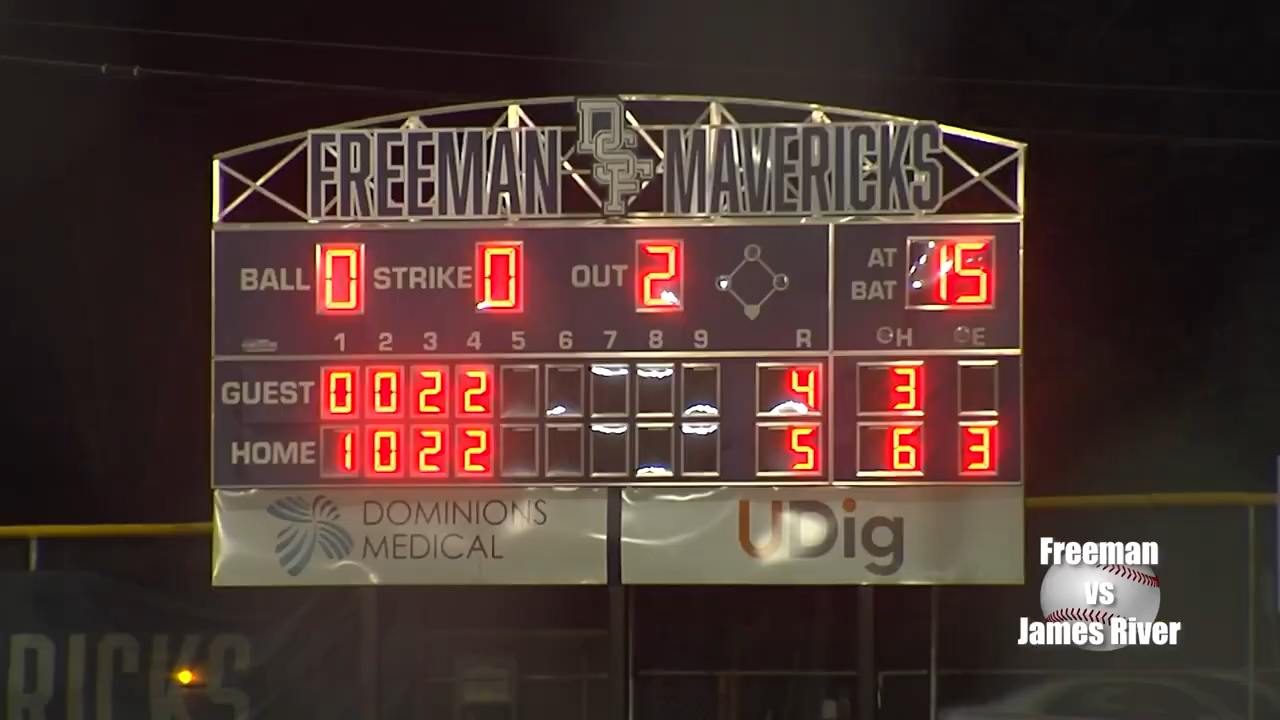 FREEMAN DSF MAVERICKS
BALL 0 STRIKE 0 OUT 2 AT BAT 15
1 2 3 4 5 6 7 8 9 R H E
GUEST 0 0 2 2 4 3
HOME 1 0 2 2 5 6 3
DOMINIONS
MEDICAL
UDig
Freeman
vs
James River
RICKS